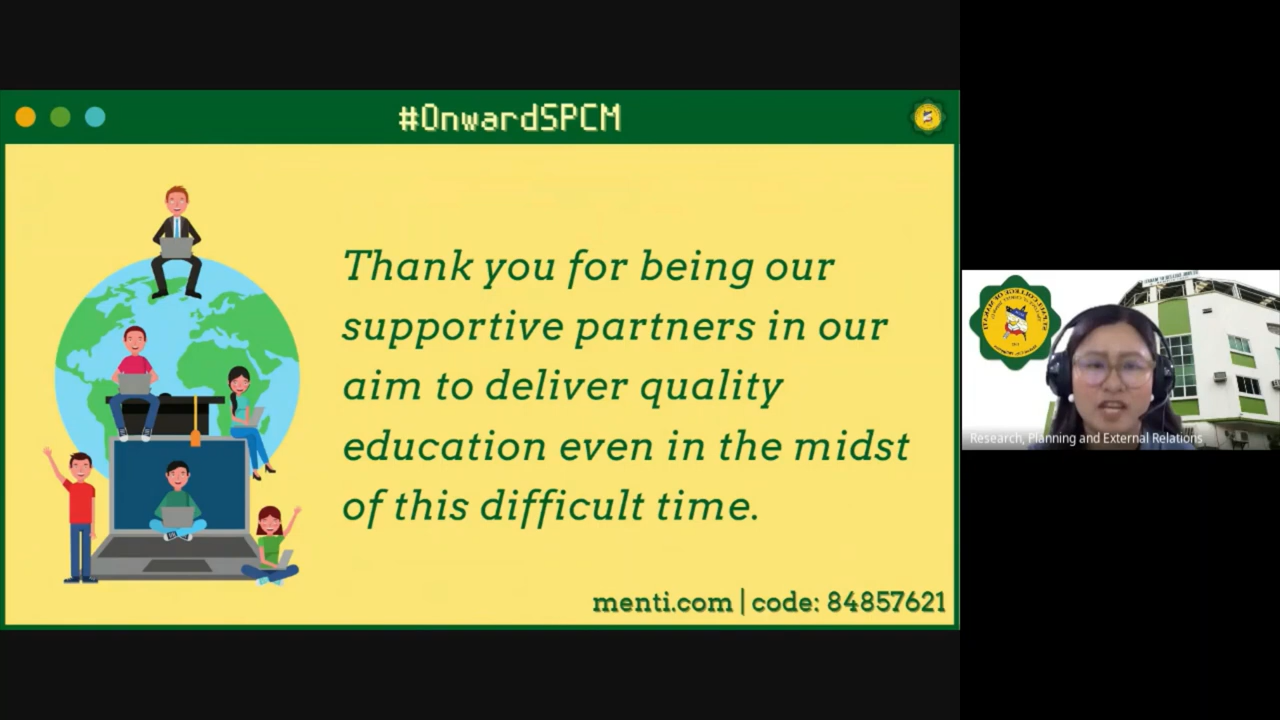 #OnwardSPCM
Thank you for being our
supportive partners in our
aim to deliver quality
education even in the midst
of this difficult time.
menti.com | code: 84857621
Research, Planning and External Relations